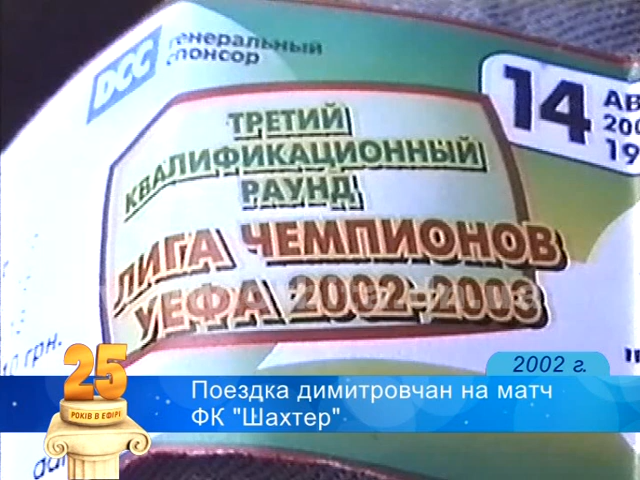 DCC генеральный
спонсор
14 АВ
200
19
ТРЕТИЙ
КВАЛИФИКАЦИОННЫЙ
РАУНД
ЛИГА ЧЕМПИОНОВ
УЕФА 2002-2003
10 грн.
2002 г.
25
РОКІВ В ЕФІРІ
Поездка димитровчан на матч
ФК "Шахтер"